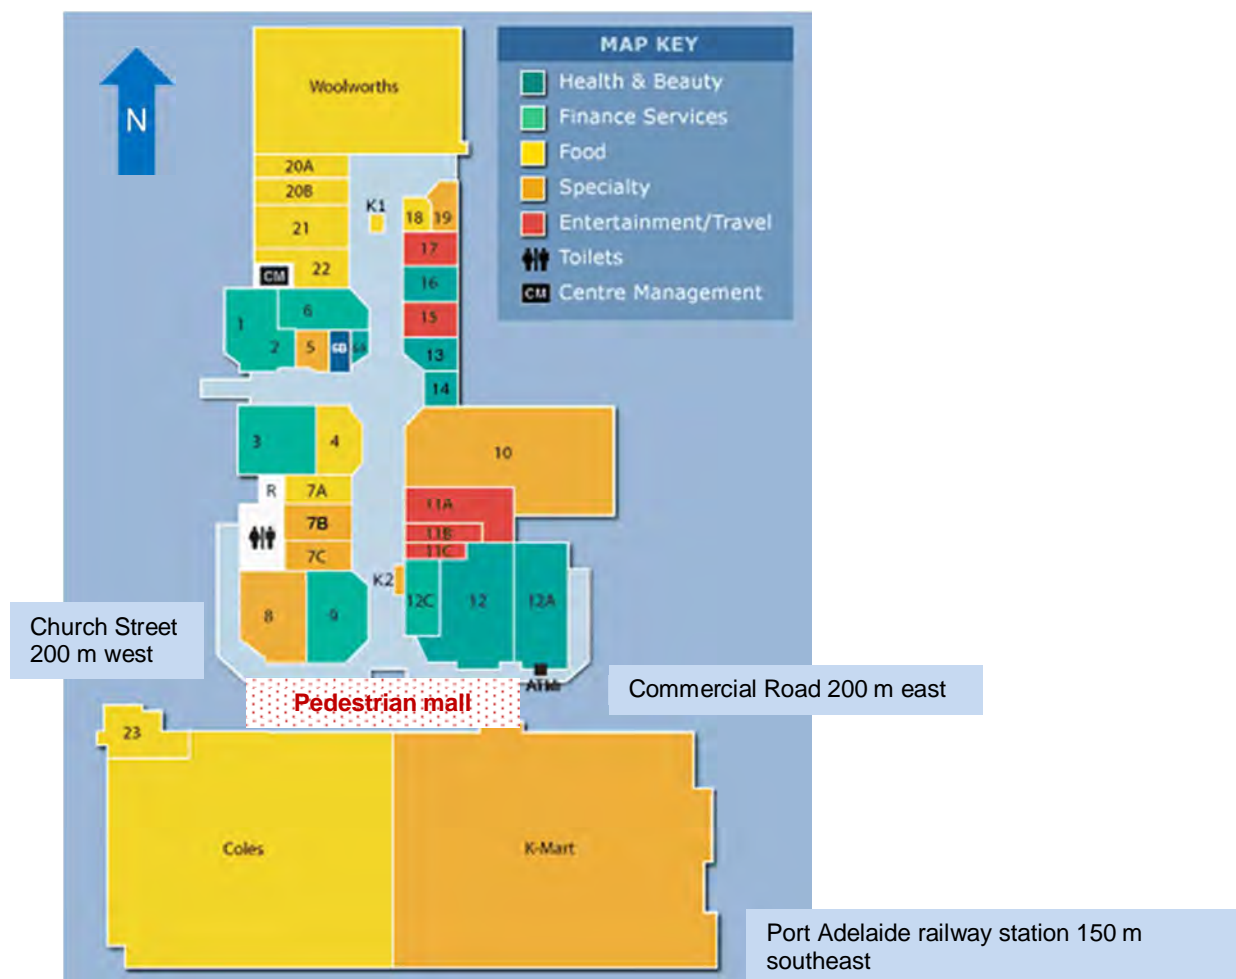 MAP KEY
Health & Beauty
Finance Services
Food
Specialty
Entertainment/Travel
Toilets
CM Centre Management
N
Woolworths
20A
20B
K1
21
18 19
17
22
CM
16
1
6
15
2
5
6B
13
14
3
4
10
R
7A
11A
7B
11B
7C
11C
K2
12C
12
12A
8
9
Church Street
200 m west
ATM
Commercial Road 200 m east
Pedestrian mall
23
Coles
K-Mart
Port Adelaide railway station 150 m
southeast